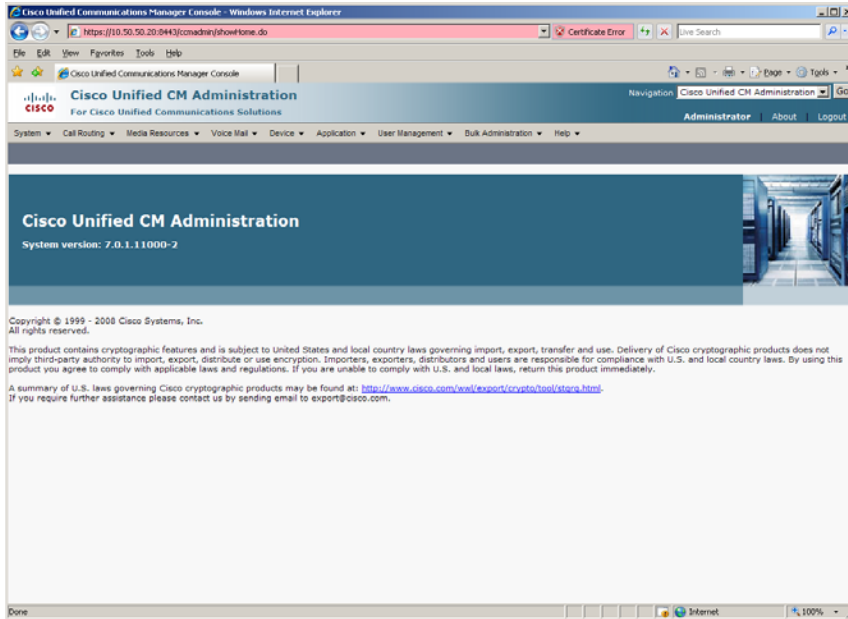 Cisco Unified Communications Manager Console - Windows Internet Explorer
https://10.50.50.20:8443/ccmadmin/showHome.do
Certificate Error
Live Search
File Edit View Favorites Tools Help
Cisco Unified Communications Manager Console
Page Tools
CISCO
Cisco Unified CM Administration
For Cisco Unified Communications Solutions
Navigation Cisco Unified CM Administration Go
Administrator | About | Logout
System Call Routing Media Resources Voice Mail Device Application User Management Bulk Administration Help
Cisco Unified CM Administration
System version: 7.0.1.11000-2
Copyright © 1999 - 2008 Cisco Systems, Inc.
All rights reserved.
This product contains cryptographic features and is subject to United States and local country laws governing import, export, transfer and use. Delivery of Cisco cryptographic products does not
imply third-party authority to import, export, distribute or use encryption. Importers, exporters, distributors and users are responsible for compliance with U.S. and local country laws. By using this
product you agree to comply with applicable laws and regulations. If you are unable to comply with U.S. and local laws, return this product immediately.
A summary of U.S. laws governing Cisco cryptographic products may be found at: http://www.cisco.com/wwl/export/crypto/tool/stqrg.html.
If you require further assistance please contact us by sending email to export@cisco.com.
Done
Internet
100%